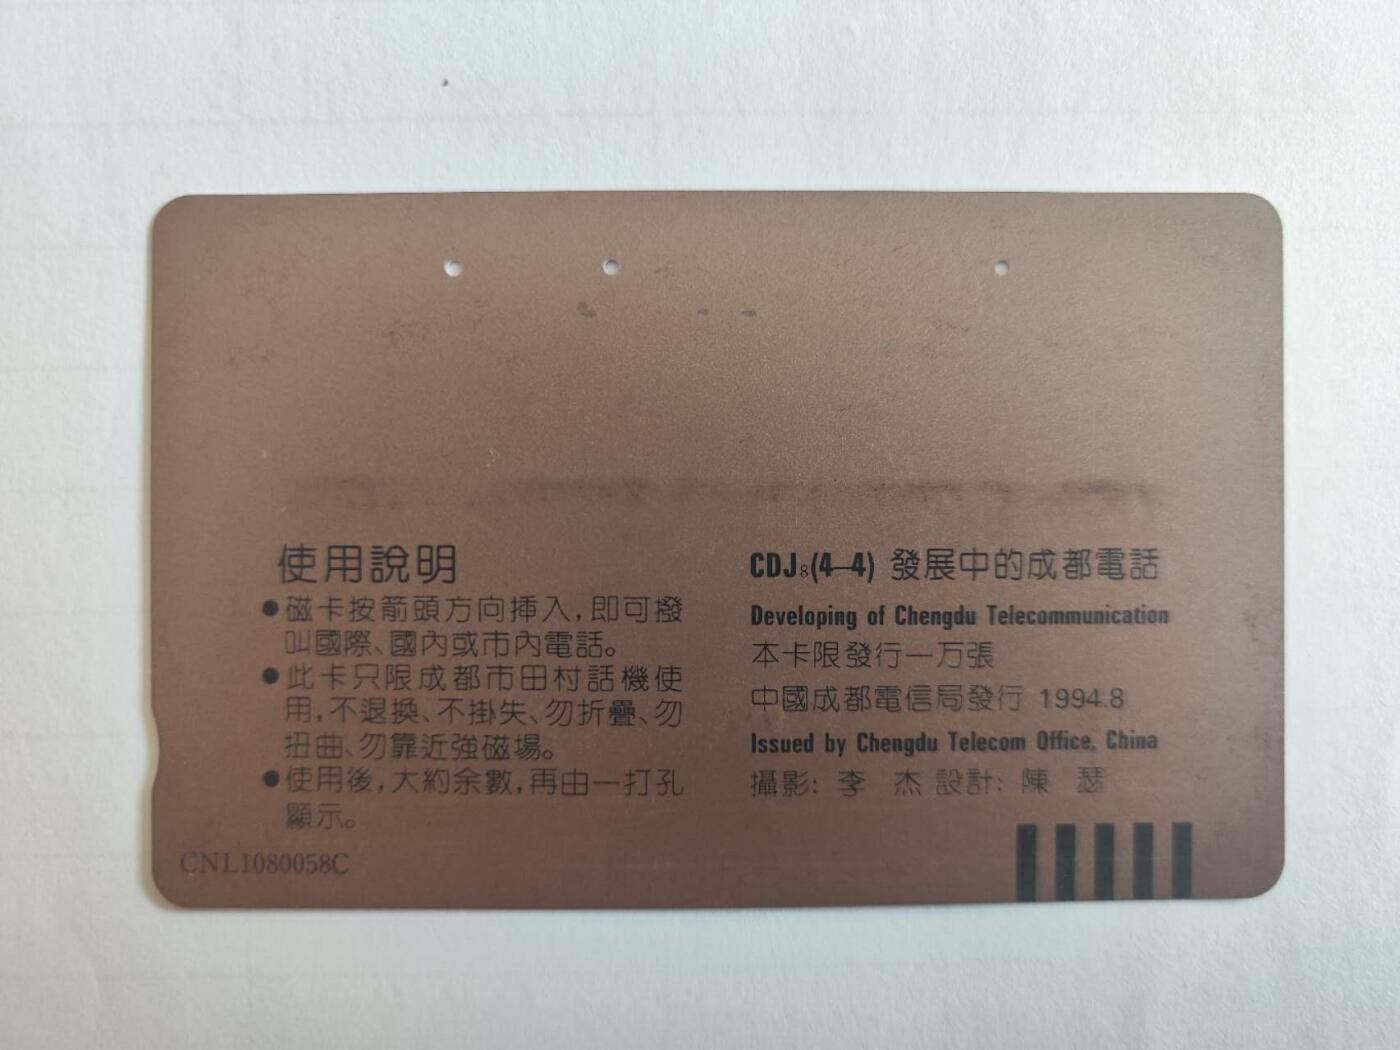 使用說明
●磁卡按箭頭方向挿入,即可撥
叫國際、國內或市內電話。
●此卡只限成都市田村話機使
用,不退換、不掛失、勿折疊、勿
扭曲、勿靠近強磁場。
●使用後,大約余數,再由一打孔
顯示。
CNL1080058C
CDJ8(4—4) 發展中的成都電話
Developing of Chengdu Telecommunication
本卡限發行一万張
中國成都電信局發行 1994.8
Issued by Chengdu Telecom Office, China
攝影: 李 杰 設計: 陳 瑟